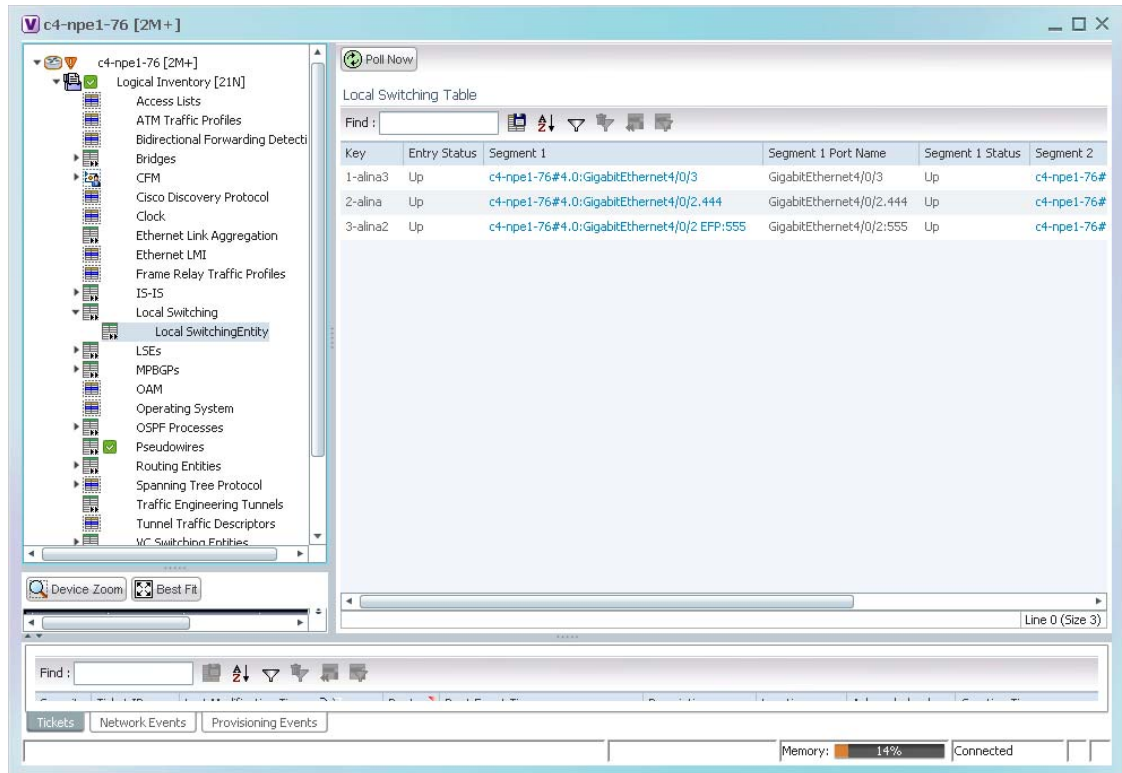 c4-npe1-76 [2M+]
c4-npe1-76 [2M+]
Logical Inventory [21N]
Access Lists
ATM Traffic Profiles
Bidirectional Forwarding Detecti
Bridges
CFM
Cisco Discovery Protocol
Clock
Ethernet Link Aggregation
Ethernet LMI
Frame Relay Traffic Profiles
IS-IS
Local Switching
Local SwitchingEntity
LSEs
MPBGPs
OAM
Operating System
OSPF Processes
Pseudowires
Routing Entities
Spanning Tree Protocol
Traffic Engineering Tunnels
Tunnel Traffic Descriptors
VC Switching Entities
Device Zoom Best Fit
Poll Now
Local Switching Table
Find :
Key Entry Status Segment 1 Segment 1 Port Name Segment 1 Status Segment 2
1-alina3 Up c4-npe1-76#4.0:GigabitEthernet4/0/3 GigabitEthernet4/0/3 Up c4-npe1-76#
2-alina Up c4-npe1-76#4.0:GigabitEthernet4/0/2.444 GigabitEthernet4/0/2.444 Up c4-npe1-76#
3-alina2 Up c4-npe1-76#4.0:GigabitEthernet4/0/2 EFP:555 GigabitEthernet4/0/2:555 Up c4-npe1-76#
Line 0 (Size 3)
Find :
Tickets Network Events Provisioning Events
Memory: 14% Connected